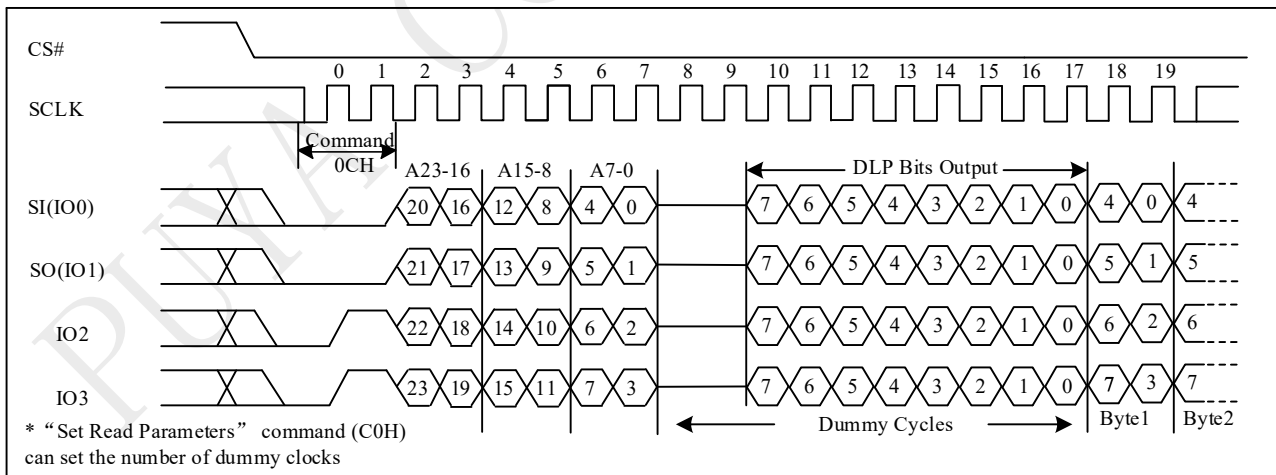 CS#
0 1 2 3 4 5 6 7 8 9 10 11 12 13 14 15 16 17 18 19
SCLK
Command
0CH
A23-16 A15-8 A7-0 DLP Bits Output
SI(IO0) 20 16 12 8 4 0 7 6 5 4 3 2 1 0 4 0 4
SO(IO1) 21 17 13 9 5 1 7 6 5 4 3 2 1 0 5 1 5
IO2 22 18 14 10 6 2 7 6 5 4 3 2 1 0 6 2 6
IO3 23 19 15 11 7 3 7 6 5 4 3 2 1 0 7 3 7
Dummy Cycles Byte1 Byte2
* “Set Read Parameters” command (C0H)
can set the number of dummy clocks
PUYA